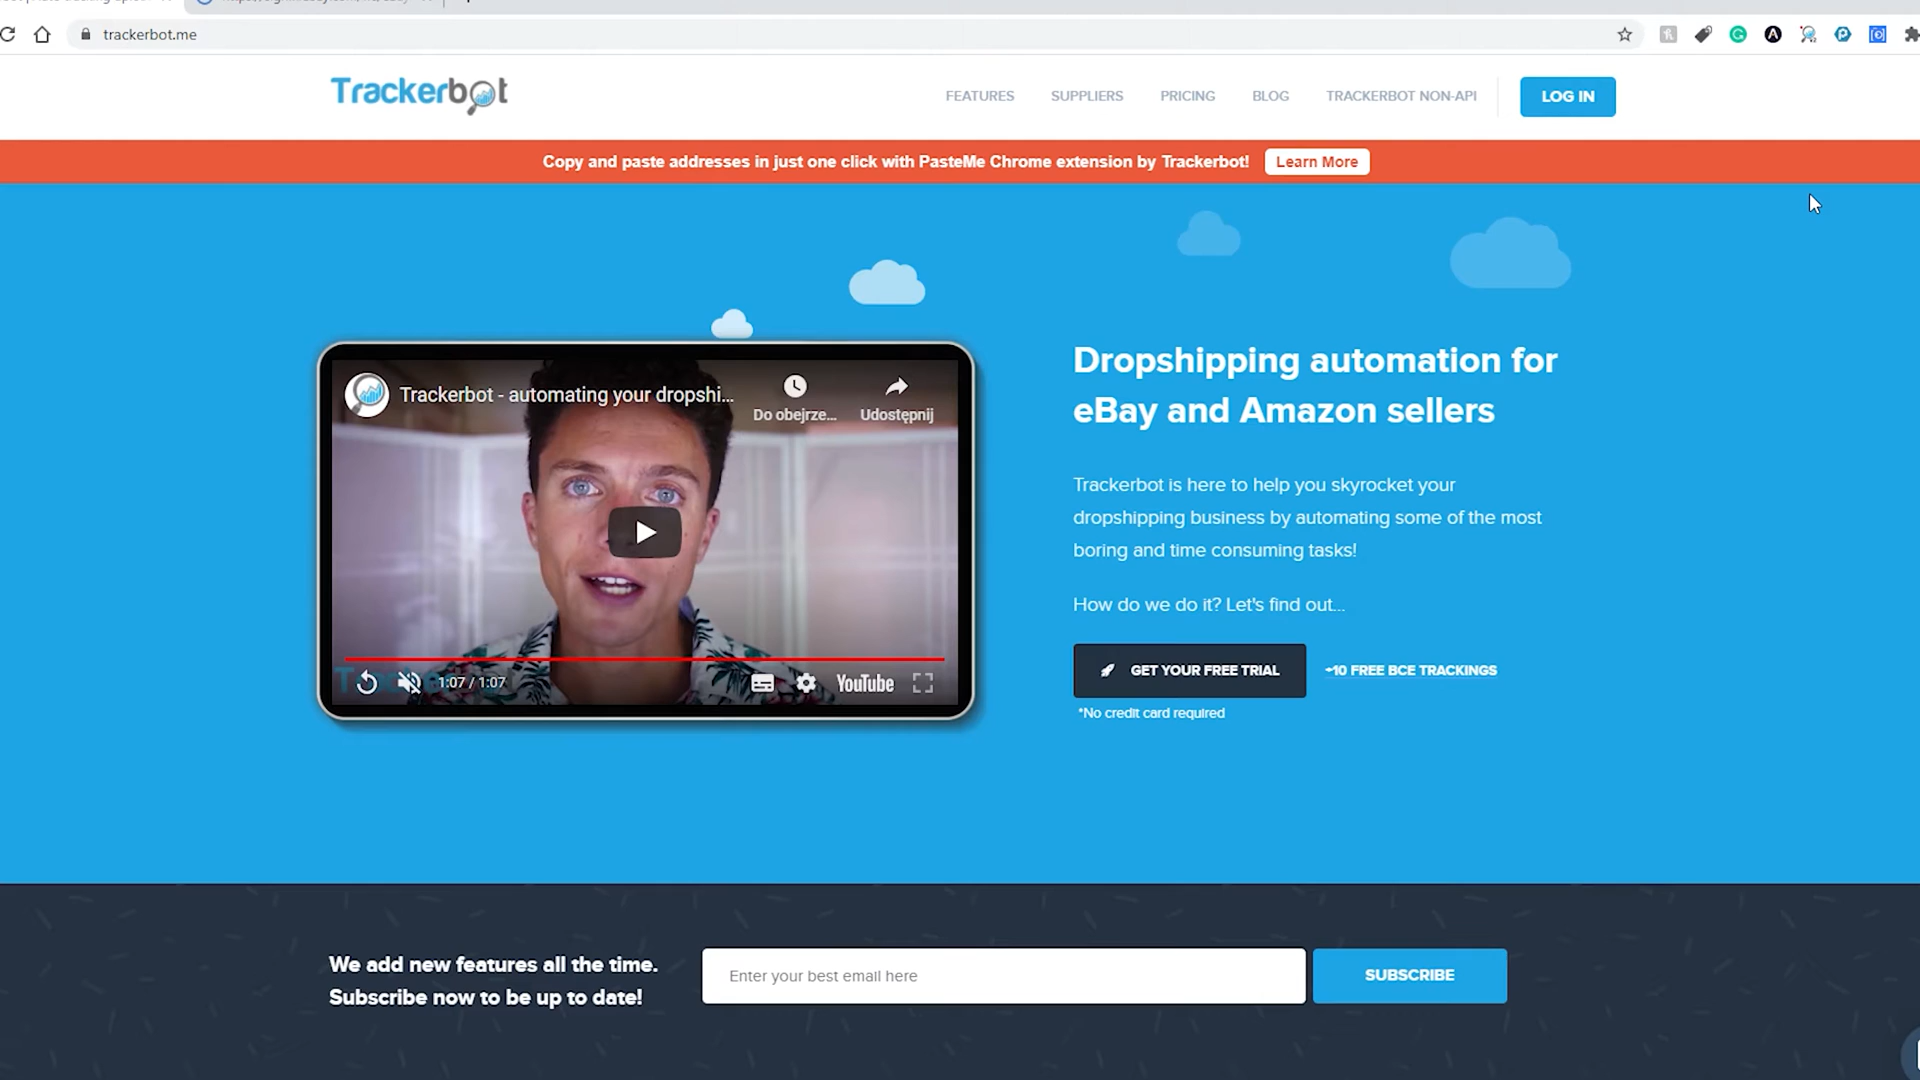 trackerbot.me
Trackerbot
FEATURES
SUPPLIERS
PRICING
BLOG
TRACKERBOT NON-API
LOG IN
Copy and paste addresses in just one click with PasteMe Chrome extension by Trackerbot!
Learn More
Trackerbot - automating your dropshi...
Do obejrze...
Udostępnij
1:07 / 1:07
YouTube
Dropshipping automation for
eBay and Amazon sellers
Trackerbot is here to help you skyrocket your
dropshipping business by automating some of the most
boring and time consuming tasks!
How do we do it? Let's find out...
GET YOUR FREE TRIAL
+10 FREE BCE TRACKINGS
*No credit card required
We add new features all the time.
Subscribe now to be up to date!
Enter your best email here
SUBSCRIBE